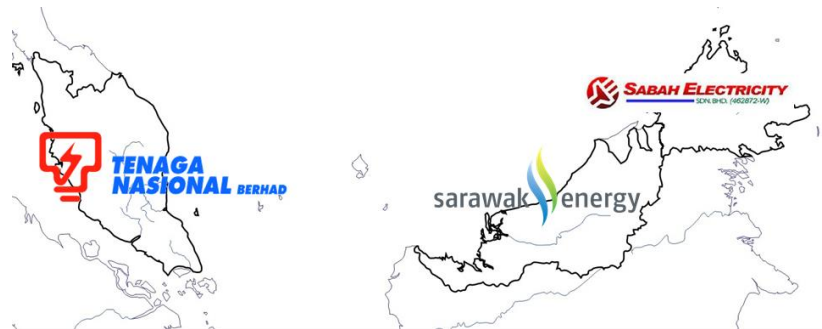 TENAGA
NASIONAL BERHAD
sarawak energy
SABAH ELECTRICITY
SDN. BHD. (462872-W)